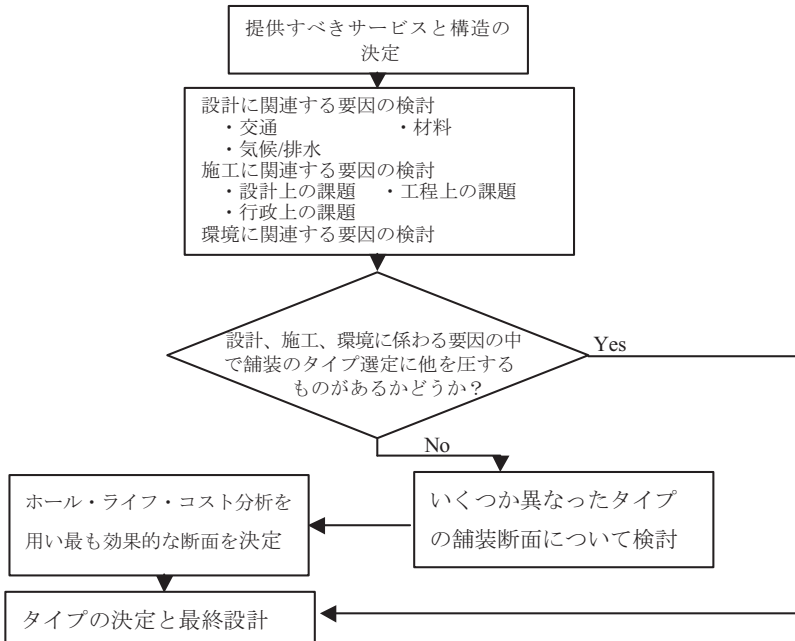 提供すべきサービスと構造の
決定
設計に関連する要因の検討
・交通 ・材料
・気候/排水
施工に関連する要因の検討
・設計上の課題 ・工程上の課題
・行政上の課題
環境に関連する要因の検討
設計、施工、環境に係わる要因の中
で舗装のタイプ選定に他を圧する
ものがあるかどうか？
Yes
No
いくつか異なったタイプ
の舗装断面について検討
ホール・ライフ・コスト分析を
用い最も効果的な断面を決定
タイプの決定と最終設計